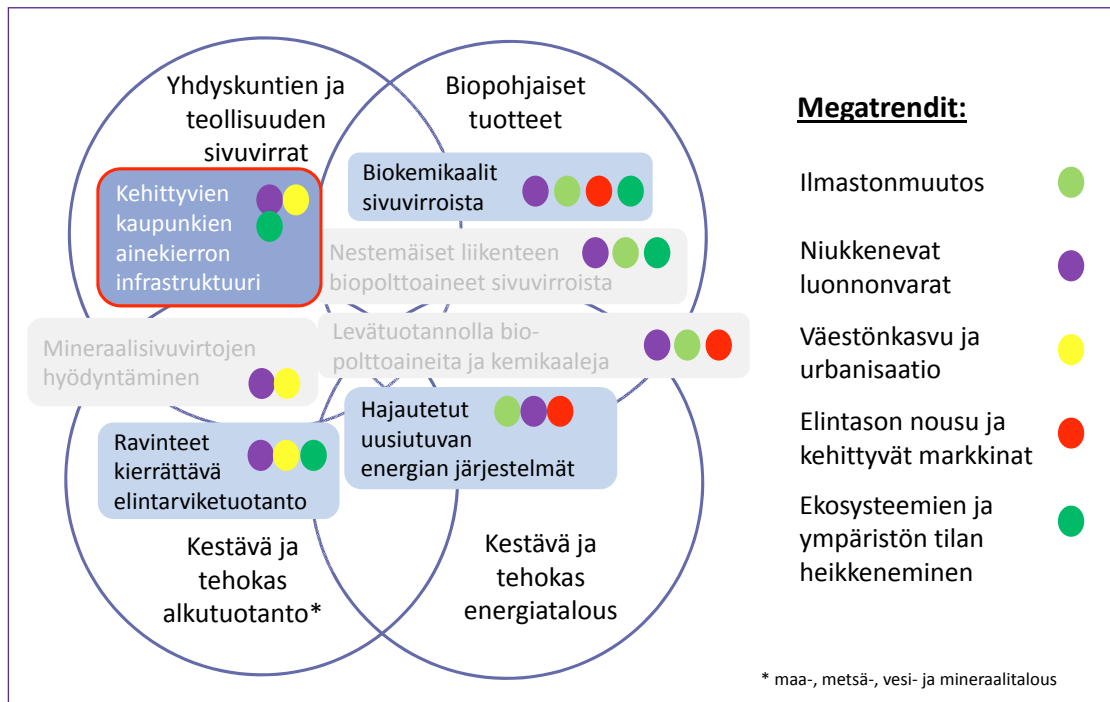 Yhdyskuntien ja
teollisuuden
sivuvirrat
Biopohjaiset
tuotteet
Kehittyvien
kaupunkien
ainekierron
infrastruktuuri
Biokemikaalit
sivuvirroista
Nestemäiset liikenteen
biopolttoaineet sivuvirroista
Mineraalisivuvirtojen
hyödyntäminen
Levätuotannolla bio-
polttoaineita ja kemikaaleja
Ravinteet
kierrättävä
elintarviketuotanto
Hajautetut
uusiutuvan
energian järjestelmät
Kestävä ja
tehokas
alkutuotanto*
Kestävä ja
tehokas
energiatalous
Megatrendit:
Ilmastonmuutos
Niukkenevat
luonnonvarat
Väestönkasvu ja
urbanisaatio
Elintason nousu ja
kehittyvät markkinat
Ekosysteemien ja
ympäristön tilan
heikkeneminen
* maa-, metsä-, vesi- ja mineraalitalous